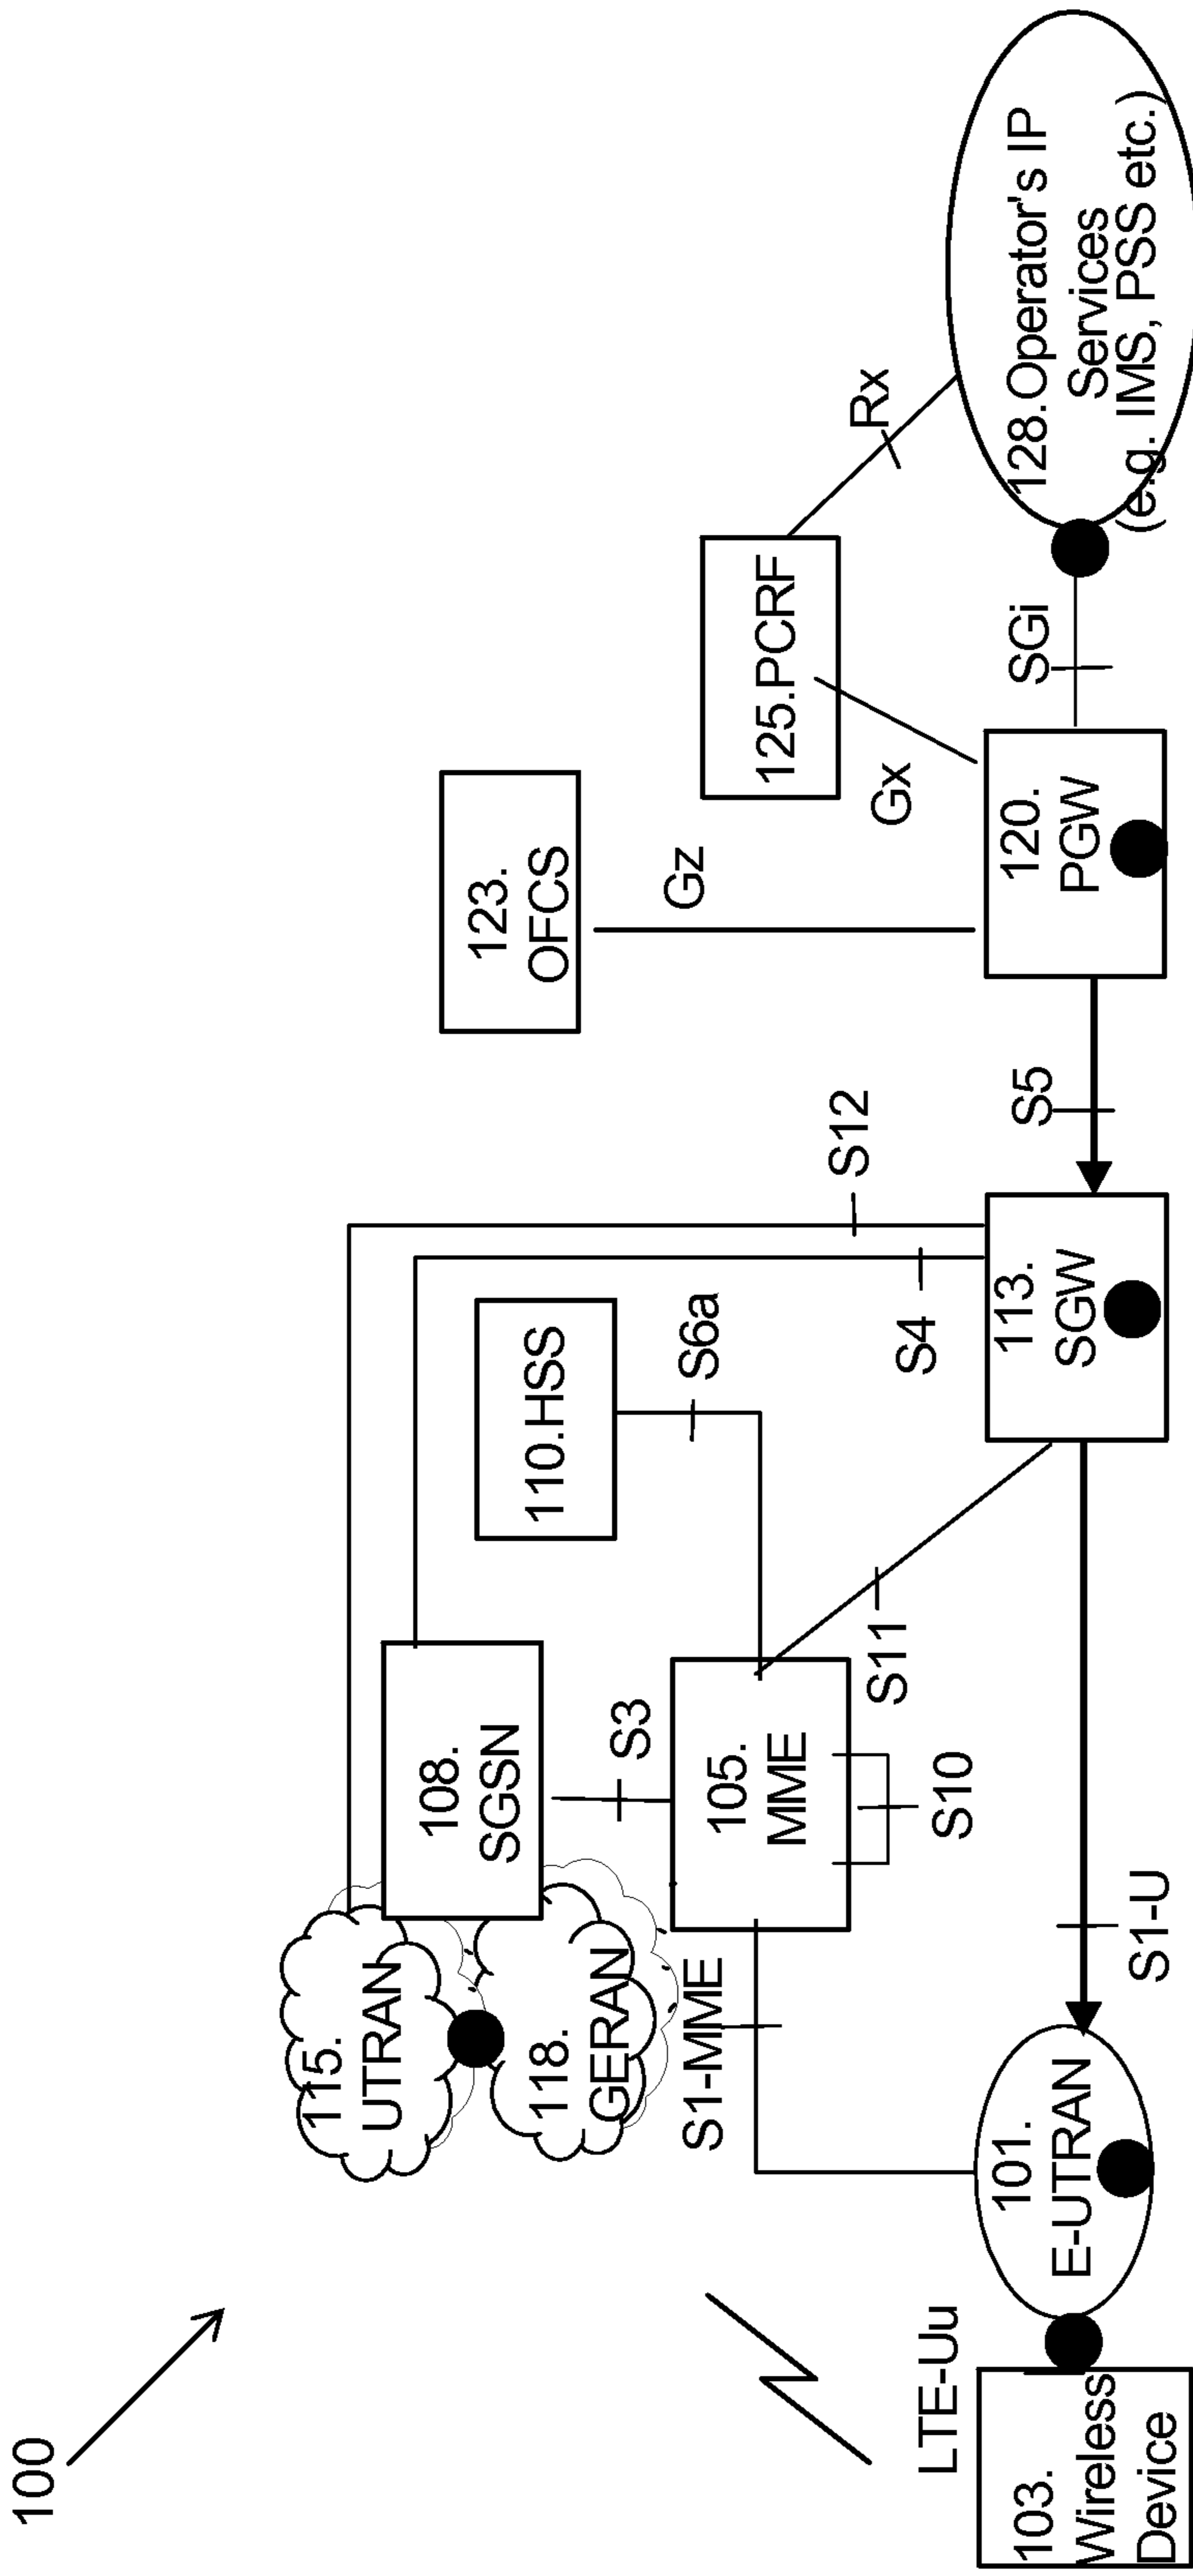 100
115.
UTRAN
108.
SGSN
110.HSS
123.
OFCS
118.
GERAN
S3
S6a
S12
Gz
125.PCRF
Rx
S1-MME
105.
MME
S4
Gx
S11
S10
LTE-Uu
101.
E-UTRAN
S1-U
113.
SGW
S5
120.
PGW
SGi
128.Operator's IP
Services
(e.g. IMS, PSS etc.)
103.
Wireless
Device